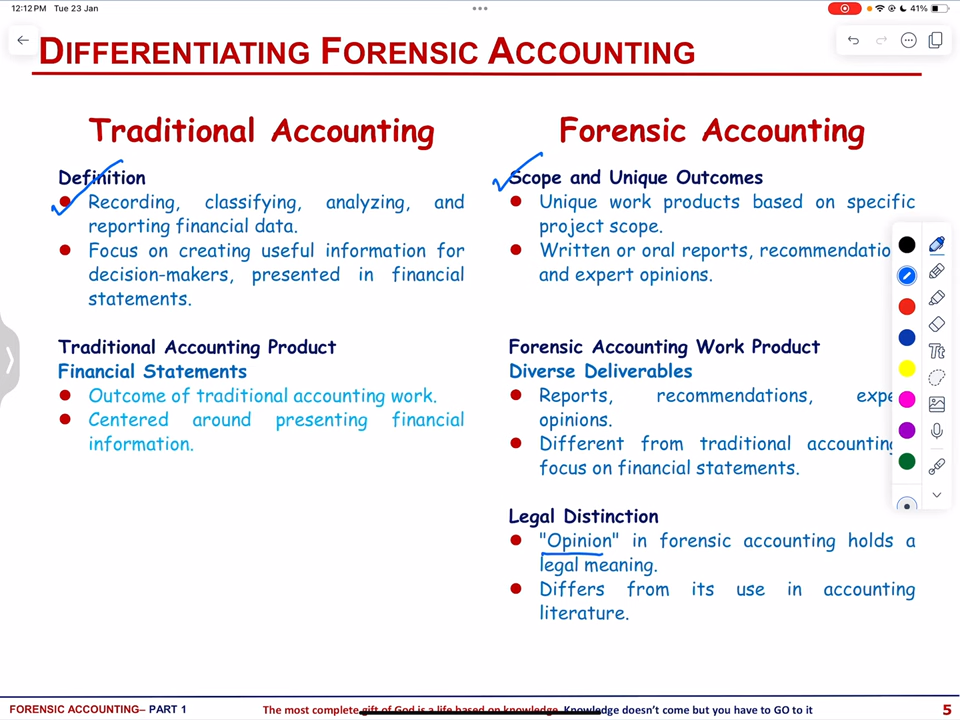 12:12 PM Tue 23 Jan
41%
DIFFERENTIATING FORENSIC ACCOUNTING
Traditional Accounting
Definition
Recording, classifying, analyzing, and
reporting financial data.
Focus on creating useful information for
decision-makers, presented in financial
statements.
Traditional Accounting Product
Financial Statements
Outcome of traditional accounting work.
Centered around presenting financial
information.
Forensic Accounting
Scope and Unique Outcomes
Unique work products based on specific
project scope.
Written or oral reports,
and expert opinions.
Forensic Accounting Work Product
Diverse Deliverables
Reports, recommendations,
opinions.
Different from traditional accounting
focus on financial statements.
Legal Distinction
"Opinion" in forensic accounting holds a
legal meaning.
Differs from its use in accounting
literature.
Tt
FORENSIC ACCOUNTING– PART 1
The most complete gift of God is a life based on knowledge. Knowledge doesn't come but you have to GO to it
5